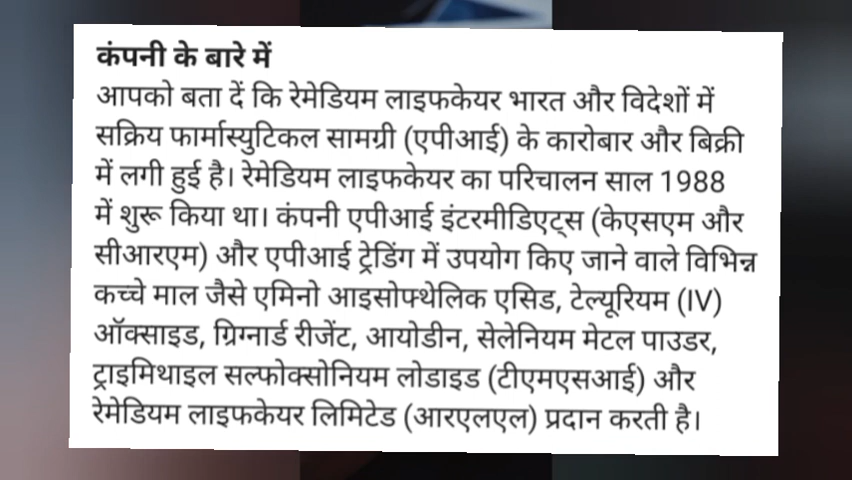 कंपनी के बारे में
आपको बता दें कि रेमेडियम लाइफकेयर भारत और विदेशों में
सक्रिय फार्मास्युटिकल सामग्री (एपीआई) के कारोबार और बिक्री
में लगी हुई है। रेमेडियम लाइफकेयर का परिचालन साल 1988
में शुरू किया था। कंपनी एपीआई इंटरमीडिएट्स (केएसएम और
सीआरएम) और एपीआई ट्रेडिंग में उपयोग किए जाने वाले विभिन्न
कच्चे माल जैसे एमिनो आइसोफ्थेलिक एसिड, टेल्यूरियम (IV)
ऑक्साइड, ग्रिग्नार्ड रीजेंट, आयोडीन, सेलेनियम मेटल पाउडर,
ट्राइमिथाइल सल्फोक्सोनियम लोडाइड (टीएमएसआई) और
रेमेडियम लाइफकेयर लिमिटेड (आरएलएल) प्रदान करती है।